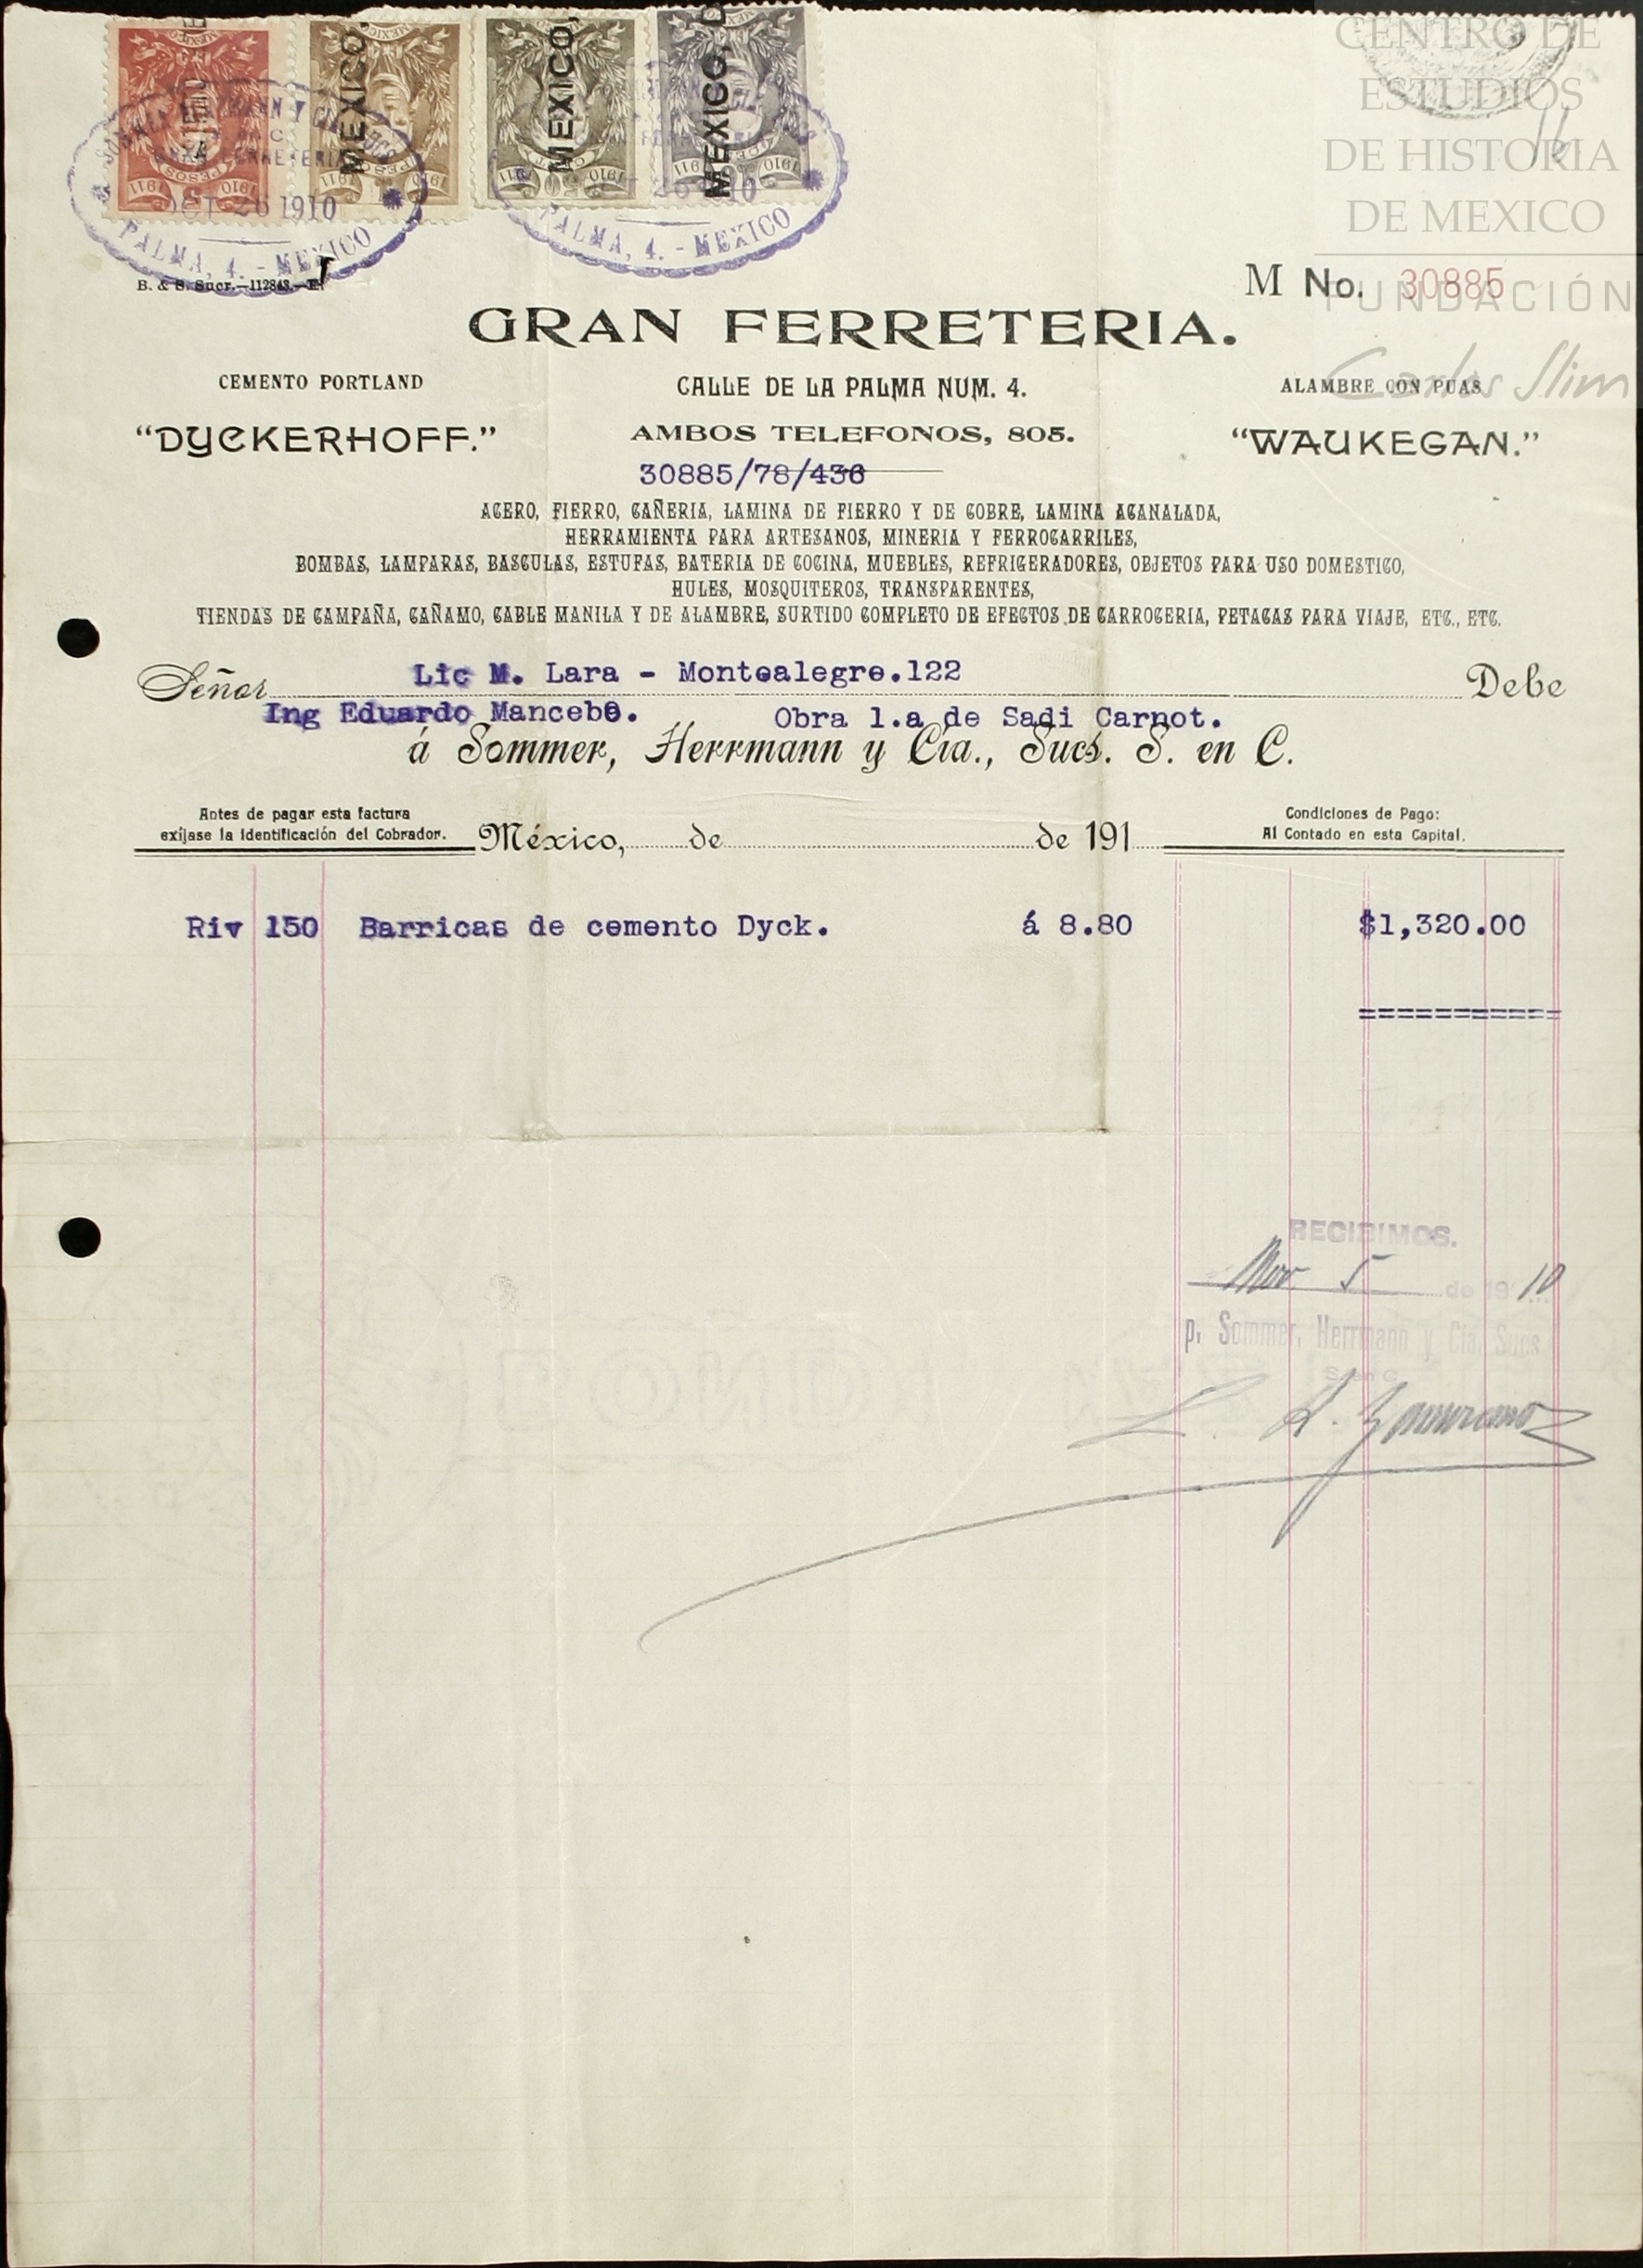 CENTRO DE
ESTUDIOS
DE HISTORIA
DE MEXICO
FUNDACIÓN
Carlos Slim
MEXICO,
MEXICO,
MEXICO, D
1910 1911
PESOS
OCT 26 1910
PALMA, 4. - MEXICO
PALMA, 4. - MEXICO
B. & S. Sucr.—112843.—F.
M No. 30885
GRAN FERRETERIA.
CEMENTO PORTLAND
"DYCKERHOFF."
CALLE DE LA PALMA NUM. 4.
AMBOS TELEFONOS, 805.
30885/78/436
ALAMBRE CON PUAS
"WAUKEGAN."
ACERO, FIERRO, CAÑERIA, LAMINA DE FIERRO Y DE COBRE, LAMINA ACANALADA,
HERRAMIENTA PARA ARTESANOS, MINERIA Y FERROCARRILES,
BOMBAS, LAMPARAS, BASCULAS, ESTUFAS, BATERIA DE COCINA, MUEBLES, REFRIGERADORES, OBJETOS PARA USO DOMESTICO,
HULES, MOSQUITEROS, TRANSPARENTES,
TIENDAS DE CAMPAÑA, CAÑAMO, CABLE MANILA Y DE ALAMBRE, SURTIDO COMPLETO DE EFECTOS DE CARROCERIA, PETACAS PARA VIAJE, ETC., ETC.
Señor Lic M. Lara - Montealegre.122 Debe
Ing Eduardo Mancebo. Obra 1.a de Sadi Carnot.
á Sommer, Herrmann y Cía., Sucs. S. en C.
Antes de pagar esta factura
exíjase la identificación del Cobrador.
México, de de 191
Condiciones de Pago:
Al Contado en esta Capital.
Riv 150 Barricas de cemento Dyck. á 8.80 $1,320.00
===========
RECIBIMOS.
Nov 5 de 1910
p. Sommer, Herrmann y Cía. Sucs.
S. en C.